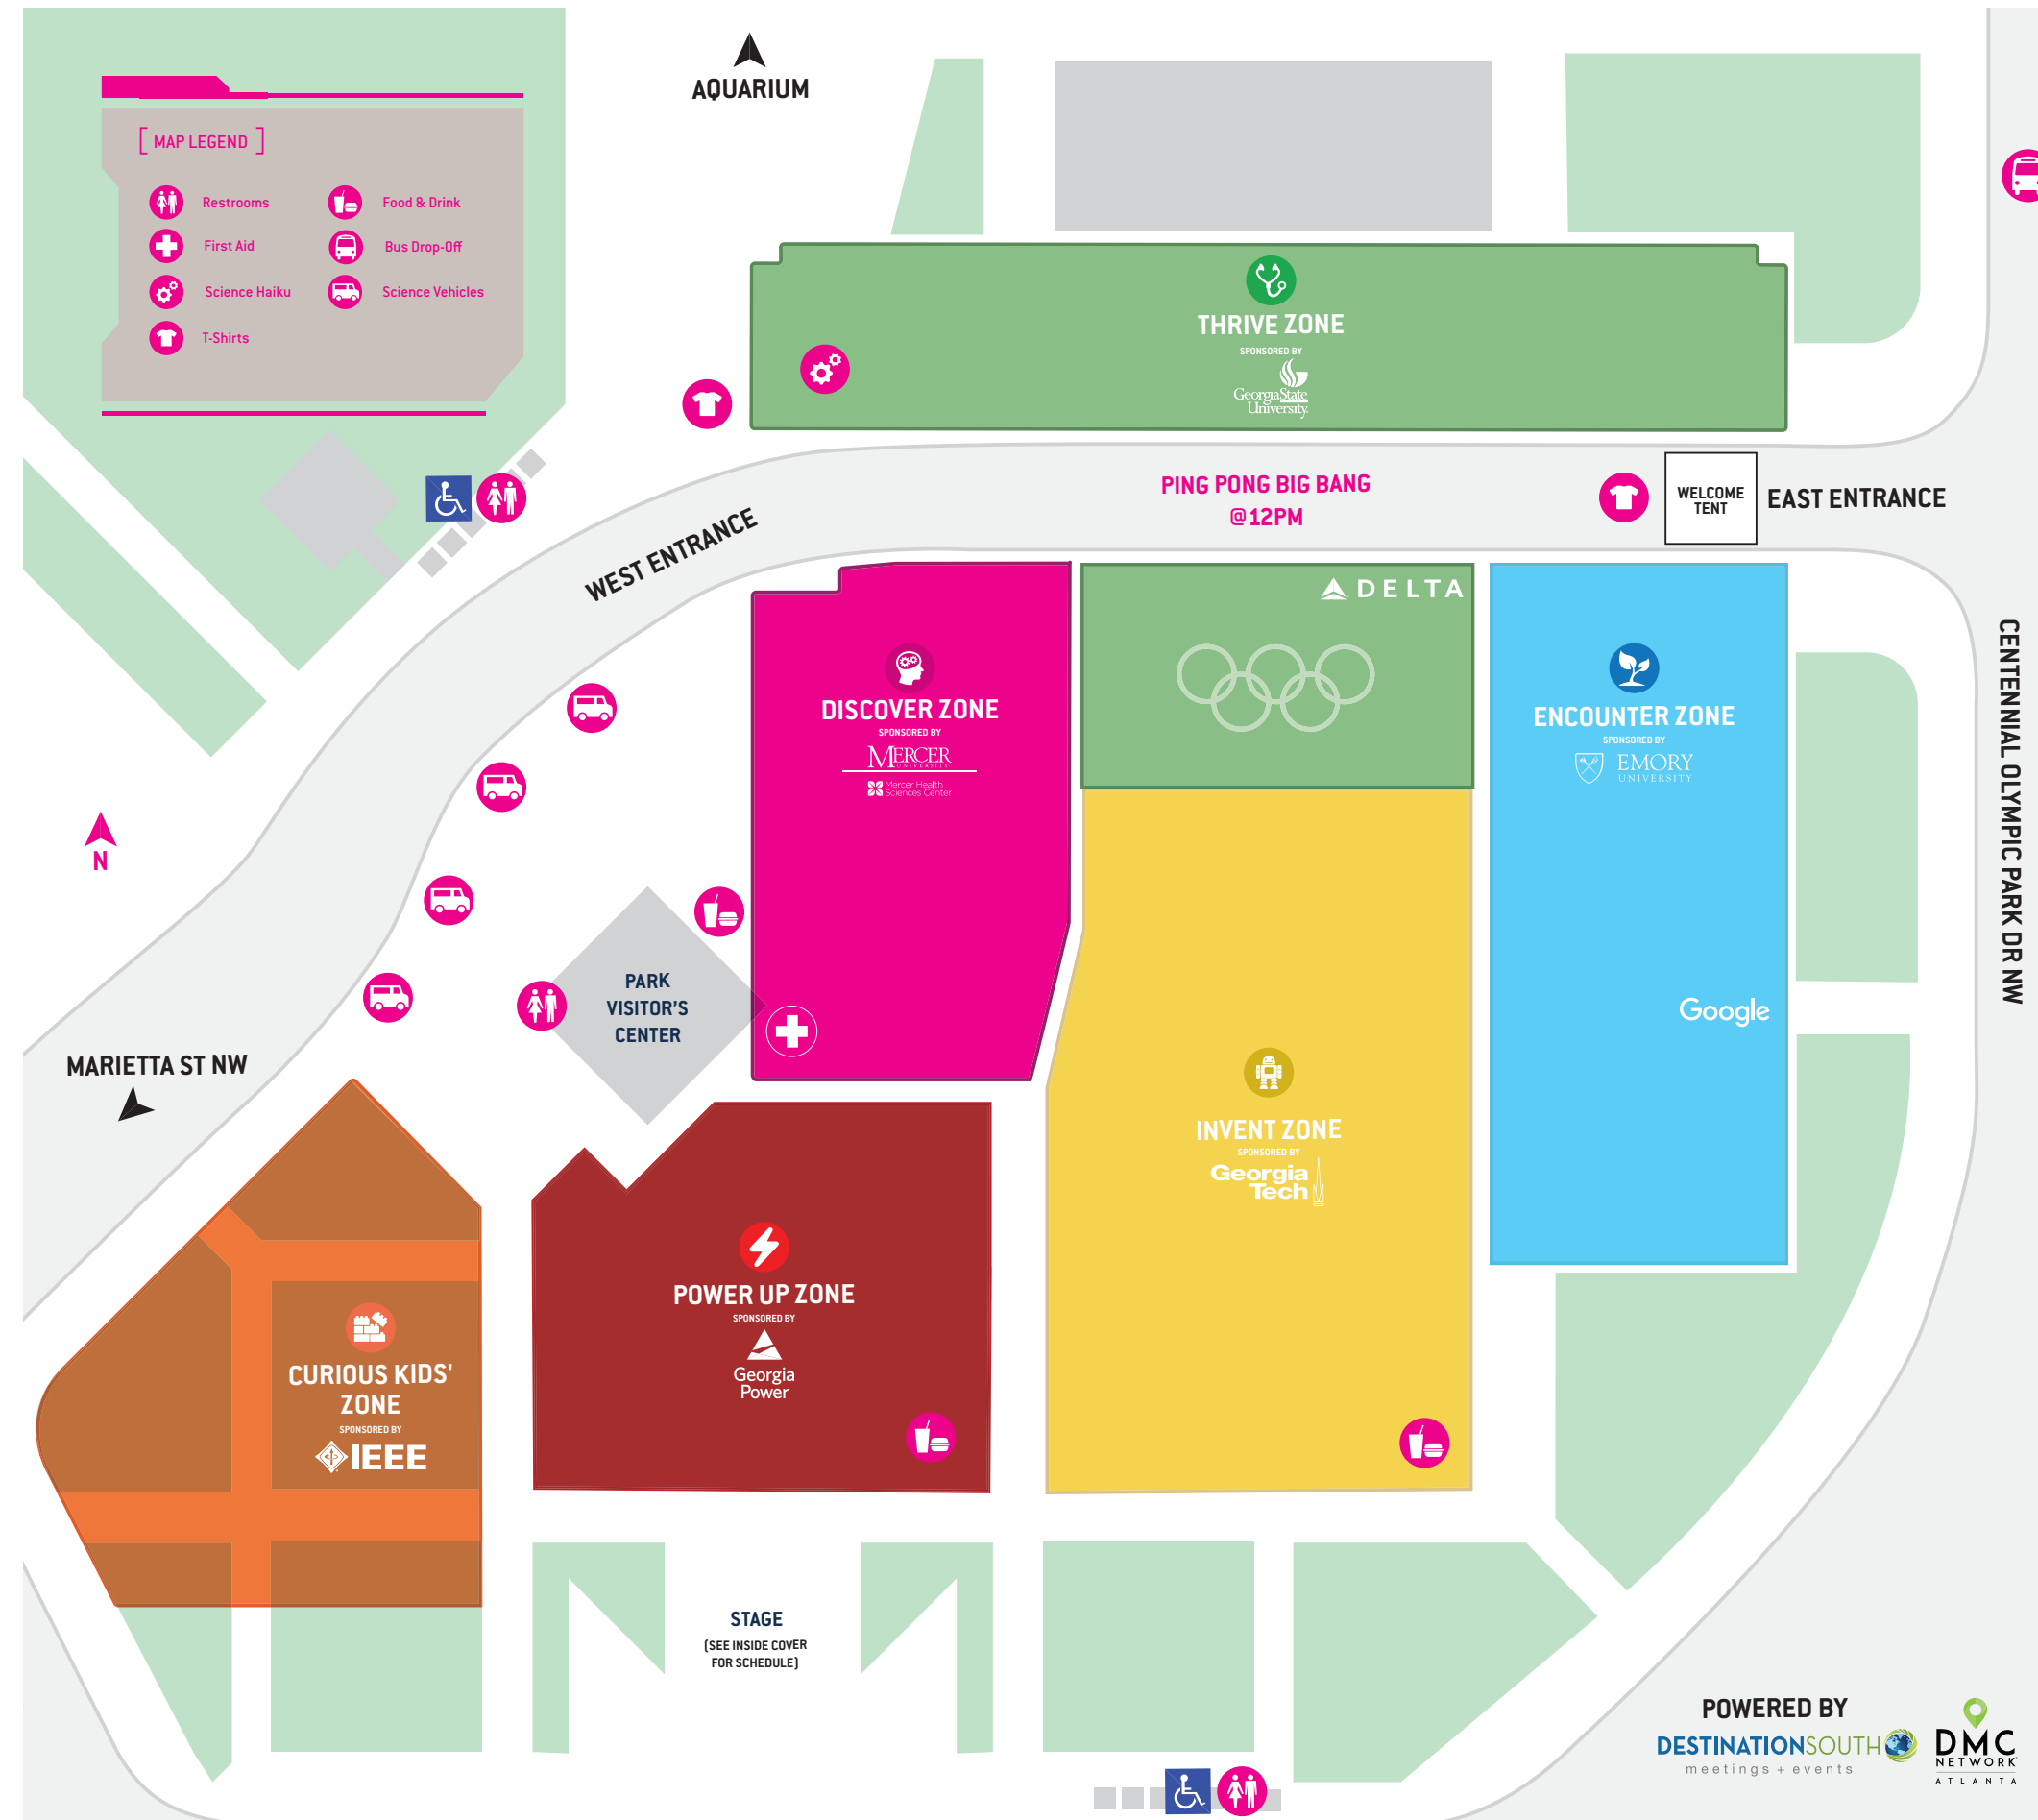 AQUARIUM
[ MAP LEGEND ]
Restrooms
Food & Drink
First Aid
Bus Drop-Off
Science Haiku
Science Vehicles
T-Shirts
THRIVE ZONE
SPONSORED BY
GeorgiaState
University.
PING PONG BIG BANG
@12PM
WELCOME
TENT
EAST ENTRANCE
WEST ENTRANCE
DELTA
DISCOVER ZONE
SPONSORED BY
MERCER
UNIVERSITY
Mercer Health
Sciences Center
ENCOUNTER ZONE
SPONSORED BY
EMORY
UNIVERSITY
CENTENNIAL OLYMPIC PARK DR NW
N
PARK
VISITOR'S
CENTER
Google
MARIETTA ST NW
INVENT ZONE
SPONSORED BY
Georgia
Tech
POWER UP ZONE
SPONSORED BY
Georgia
Power
CURIOUS KIDS'
ZONE
SPONSORED BY
IEEE
STAGE
(SEE INSIDE COVER
FOR SCHEDULE)
POWERED BY
DESTINATIONSOUTH
meetings + events
DMC
NETWORK
ATLANTA